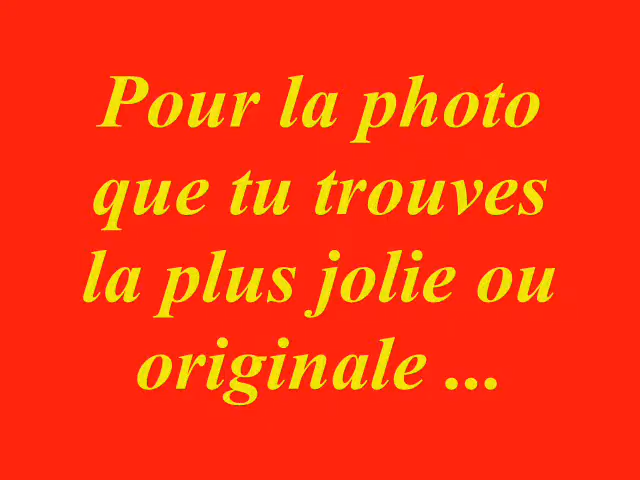 Pour la photo
que tu trouves
la plus jolie ou
originale ...